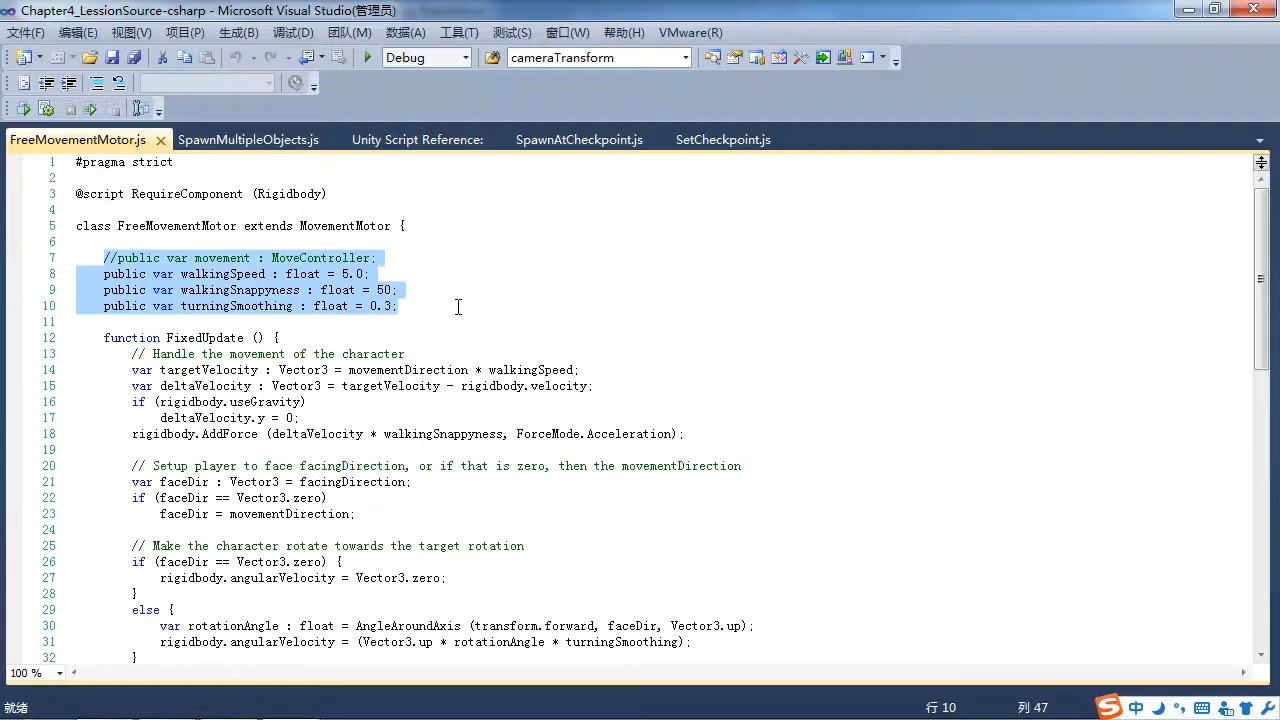 Chapter4_LessionSource-csharp - Microsoft Visual Studio(管理员)
文件(F) 编辑(E) 视图(V) 项目(P) 生成(B) 调试(D) 团队(M) 数据(A) 工具(T) 测试(S) 窗口(W) 帮助(H) VMware(R)
Debug cameraTransform
FreeMovementMotor.js SpawnMultipleObjects.js Unity Script Reference: SpawnAtCheckpoint.js SetCheckpoint.js
1 #pragma strict
2
3 @script RequireComponent (Rigidbody)
4
5 class FreeMovementMotor extends MovementMotor {
6
7 //public var movement : MoveController;
8 public var walkingSpeed : float = 5.0;
9 public var walkingSnappyness : float = 50;
10 public var turningSmoothing : float = 0.3;
11
12 function FixedUpdate () {
13 // Handle the movement of the character
14 var targetVelocity : Vector3 = movementDirection * walkingSpeed;
15 var deltaVelocity : Vector3 = targetVelocity - rigidbody.velocity;
16 if (rigidbody.useGravity)
17 deltaVelocity.y = 0;
18 rigidbody.AddForce (deltaVelocity * walkingSnappyness, ForceMode.Acceleration);
19
20 // Setup player to face facingDirection, or if that is zero, then the movementDirection
21 var faceDir : Vector3 = facingDirection;
22 if (faceDir == Vector3.zero)
23 faceDir = movementDirection;
24
25 // Make the character rotate towards the target rotation
26 if (faceDir == Vector3.zero) {
27 rigidbody.angularVelocity = Vector3.zero;
28 }
29 else {
30 var rotationAngle : float = AngleAroundAxis (transform.forward, faceDir, Vector3.up);
31 rigidbody.angularVelocity = (Vector3.up * rotationAngle * turningSmoothing);
32 }
100 %
就绪 行 10 列 47 中